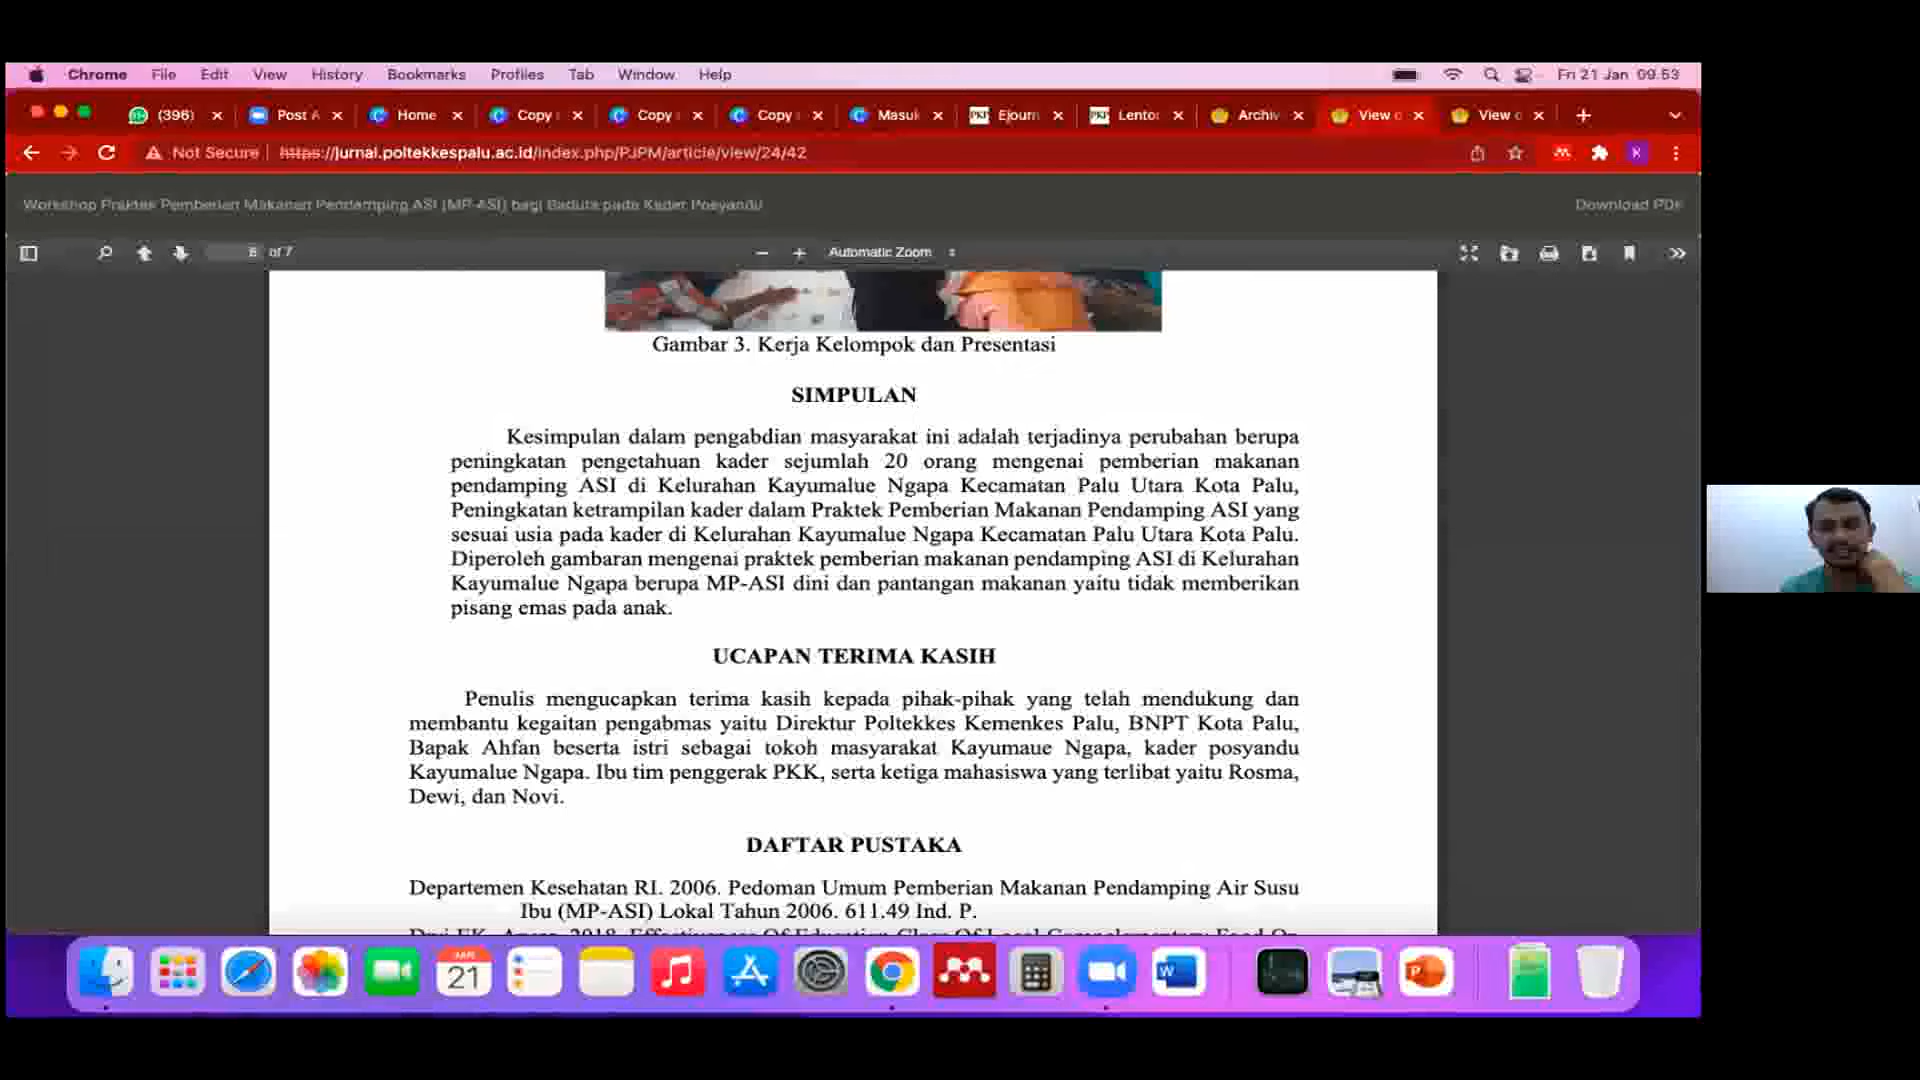 Chrome File Edit View History Bookmarks Profiles Tab Window Help Fri 21 Jan 09.53
(396) Post A Home Copy Copy Copy Masuk Ejourn Lentor Archiv View o View o
Not Secure https://jurnal.poltekkespalu.ac.id/index.php/PJPM/article/view/24/42
Workshop Praktek Pemberian Makanan Pendamping ASI (MP-ASI) bagi Baduta pada Kader Posyandu Download PDF
6 of 7 Automatic Zoom
Gambar 3. Kerja Kelompok dan Presentasi
SIMPULAN
Kesimpulan dalam pengabdian masyarakat ini adalah terjadinya perubahan berupa
peningkatan pengetahuan kader sejumlah 20 orang mengenai pemberian makanan
pendamping ASI di Kelurahan Kayumalue Ngapa Kecamatan Palu Utara Kota Palu,
Peningkatan ketrampilan kader dalam Praktek Pemberian Makanan Pendamping ASI yang
sesuai usia pada kader di Kelurahan Kayumalue Ngapa Kecamatan Palu Utara Kota Palu.
Diperoleh gambaran mengenai praktek pemberian makanan pendamping ASI di Kelurahan
Kayumalue Ngapa berupa MP-ASI dini dan pantangan makanan yaitu tidak memberikan
pisang emas pada anak.
UCAPAN TERIMA KASIH
Penulis mengucapkan terima kasih kepada pihak-pihak yang telah mendukung dan
membantu kegaitan pengabmas yaitu Direktur Poltekkes Kemenkes Palu, BNPT Kota Palu,
Bapak Ahfan beserta istri sebagai tokoh masyarakat Kayumaue Ngapa, kader posyandu
Kayumalue Ngapa. Ibu tim penggerak PKK, serta ketiga mahasiswa yang terlibat yaitu Rosma,
Dewi, dan Novi.
DAFTAR PUSTAKA
Departemen Kesehatan RI. 2006. Pedoman Umum Pemberian Makanan Pendamping Air Susu
Ibu (MP-ASI) Lokal Tahun 2006. 611.49 Ind. P.
JAN
21